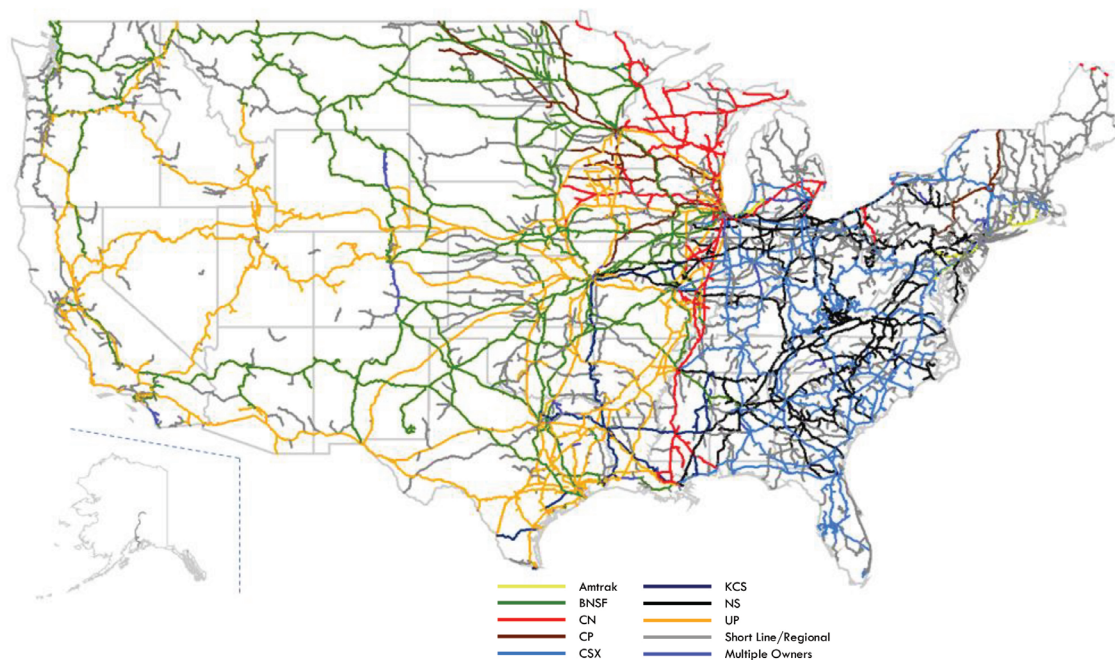 Amtrak
BNSF
CN
CP
CSX
KCS
NS
UP
Short Line/Regional
Multiple Owners